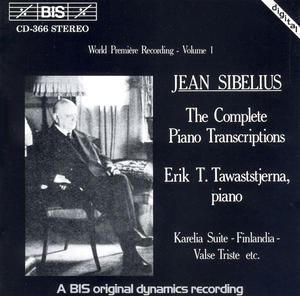 BIS
CD-366 STEREO
digital
World Première Recording - Volume 1
JEAN SIBELIUS
The Complete
Piano Transcriptions
Erik T. Tawaststjerna,
piano
Karelia Suite - Finlandia -
Valse Triste etc.
A BIS original dynamics recording